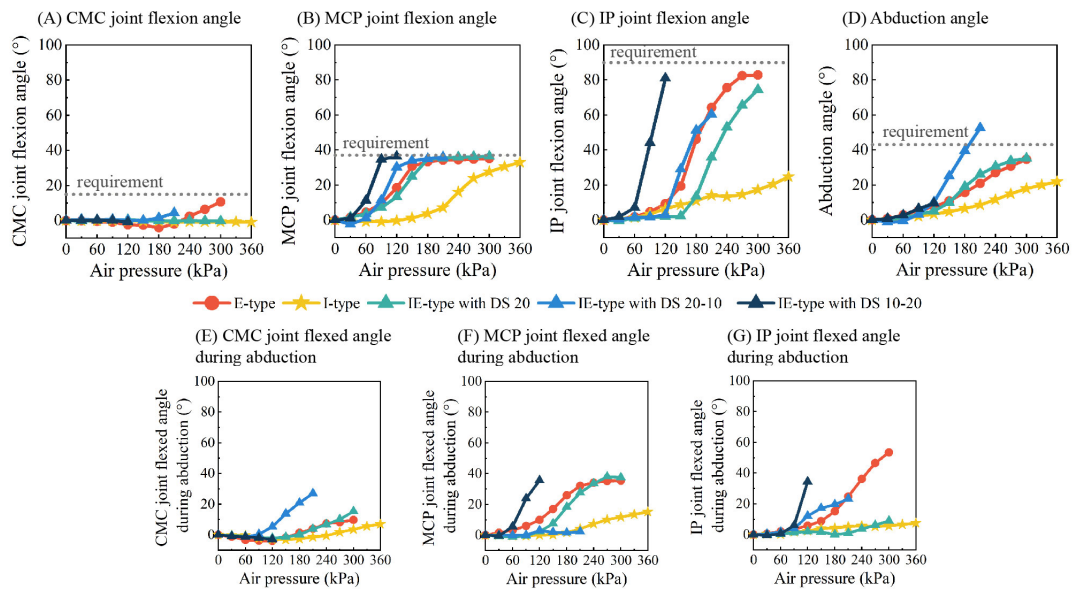 (A) CMC joint flexion angle
(B) MCP joint flexion angle
(C) IP joint flexion angle
(D) Abduction angle
CMC joint flexion angle (°)
100
80
60
40
20
0
requirement
0 60 120 180 240 300 360
Air pressure (kPa)
MCP joint flexion angle (°)
100
80
60
40
20
0
requirement
0 60 120 180 240 300 360
Air pressure (kPa)
IP joint flexion angle (°)
100
80
60
40
20
0
requirement
0 60 120 180 240 300 360
Air pressure (kPa)
Abduction angle (°)
100
80
60
40
20
0
requirement
0 60 120 180 240 300 360
Air pressure (kPa)
E-type I-type IE-type with DS 20 IE-type with DS 20-10 IE-type with DS 10-20
(E) CMC joint flexed angle
during abduction
CMC joint flexed angle
during abduction (°)
100
80
60
40
20
0
0 60 120 180 240 300 360
Air pressure (kPa)
(F) MCP joint flexed angle
during abduction
MCP joint flexed angle
during abduction (°)
100
80
60
40
20
0
0 60 120 180 240 300 360
Air pressure (kPa)
(G) IP joint flexed angle
during abduction
IP joint flexed angle
during abduction (°)
100
80
60
40
20
0
0 60 120 180 240 300 360
Air pressure (kPa)